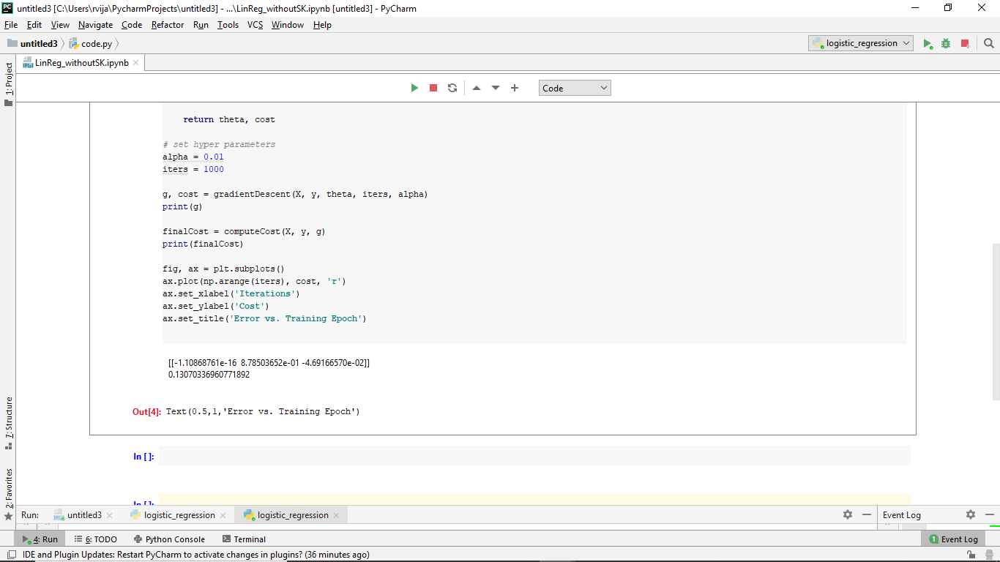 untitled3 [C:\Users\rvija\PycharmProjects\untitled3] - ...\LinReg_withoutSK.ipynb [untitled3] - PyCharm
File Edit View Navigate Code Refactor Run Tools VCS Window Help
untitled3 code.py logistic_regression
LinReg_withoutSK.ipynb
1: Project
Code
return theta, cost
# set hyper parameters
alpha = 0.01
iters = 1000
g, cost = gradientDescent(X, y, theta, iters, alpha)
print(g)
finalCost = computeCost(X, y, g)
print(finalCost)
fig, ax = plt.subplots()
ax.plot(np.arange(iters), cost, 'r')
ax.set_xlabel('Iterations')
ax.set_ylabel('Cost')
ax.set_title('Error vs. Training Epoch')
[[-1.10868761e-16 8.78503652e-01 -4.69166570e-02]]
0.13070336960771892
Out[4]: Text(0.5,1,'Error vs. Training Epoch')
In [ ]:
In [ ]:
7: Structure
2: Favorites
Run: untitled3 logistic_regression logistic_regression Event Log
4: Run 6: TODO Python Console Terminal 1 Event Log
IDE and Plugin Updates: Restart PyCharm to activate changes in plugins? (36 minutes ago)